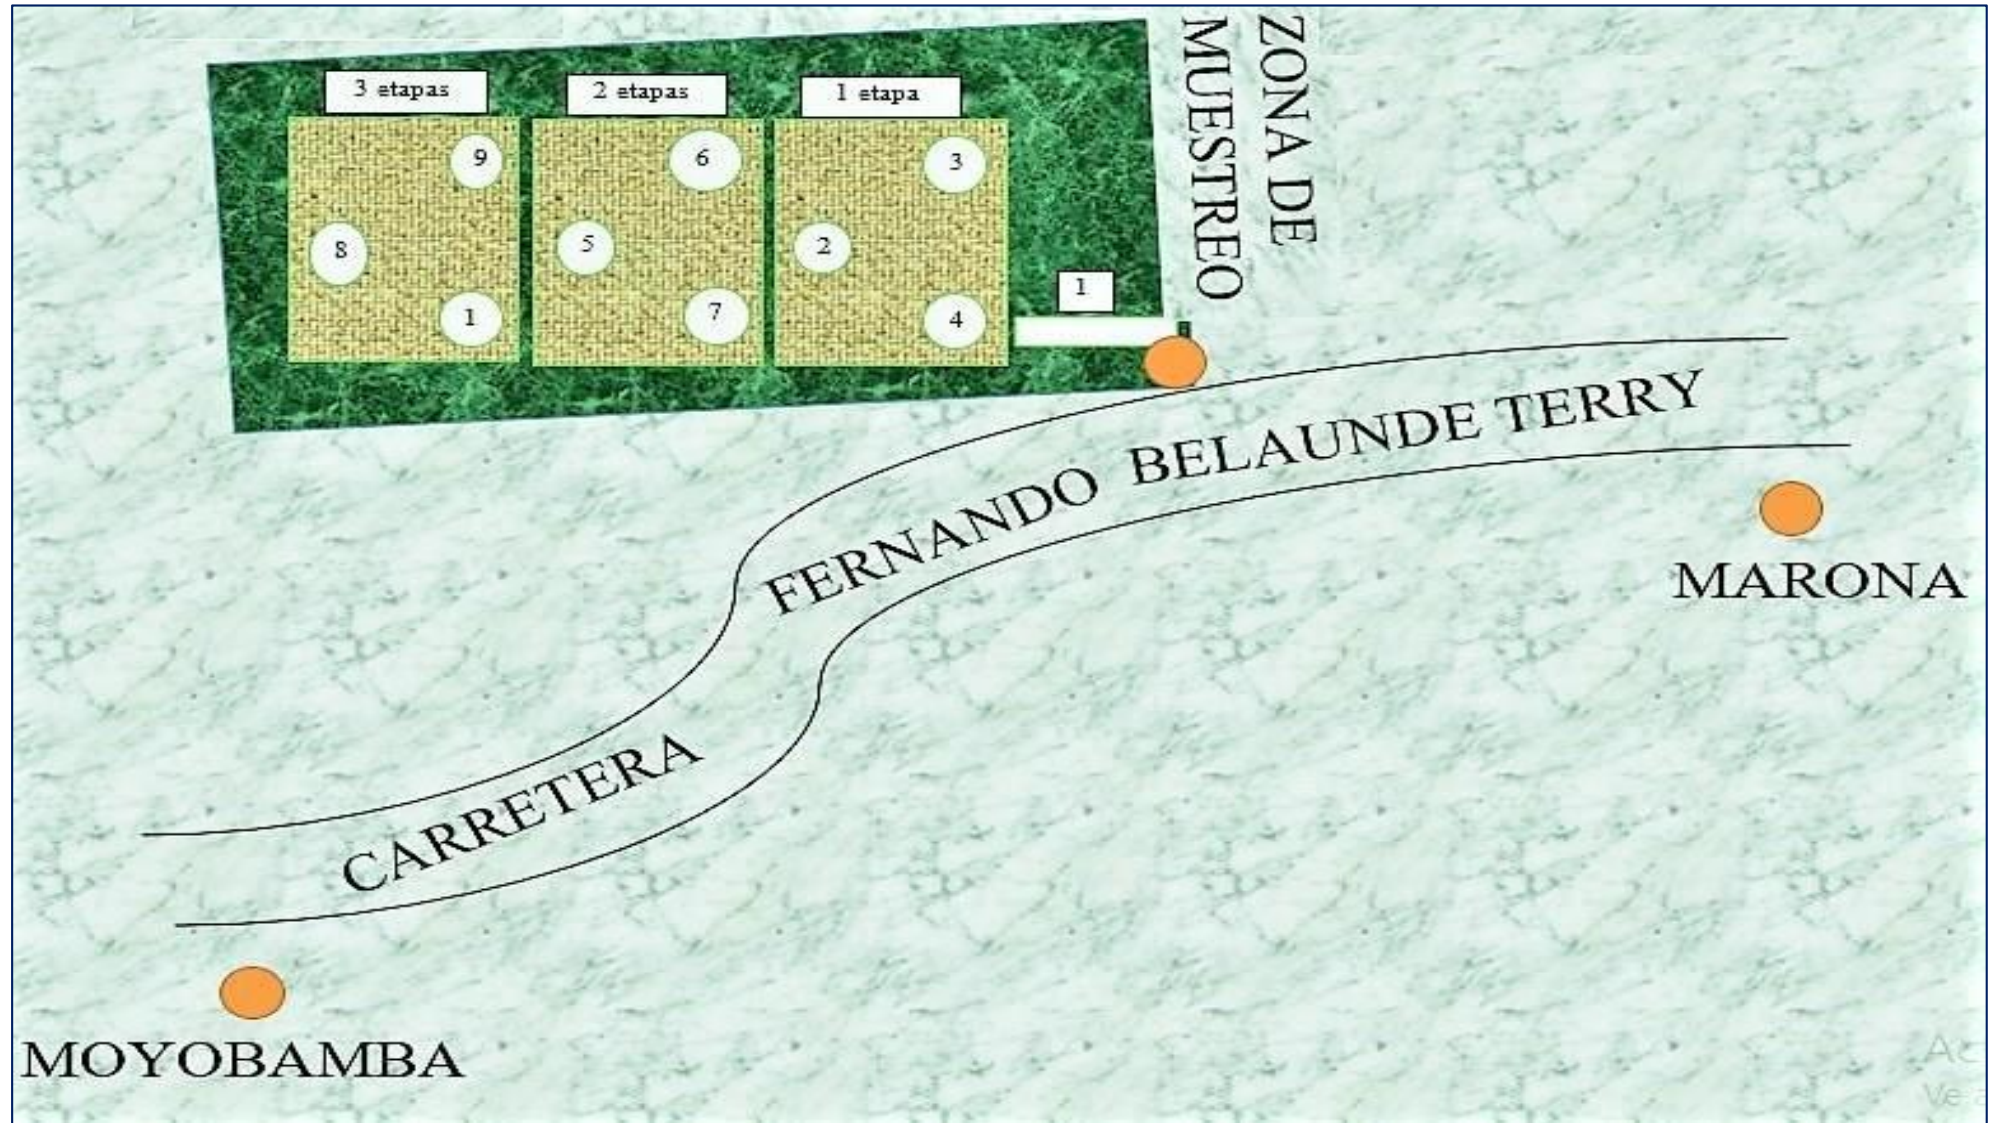 ZONA DE
MUESTREO
3 etapas
2 etapas
1 etapa
9
6
3
8
5
2
1
7
4
1
CARRETERA FERNANDO BELAUNDE TERRY
MARONA
MOYOBAMBA